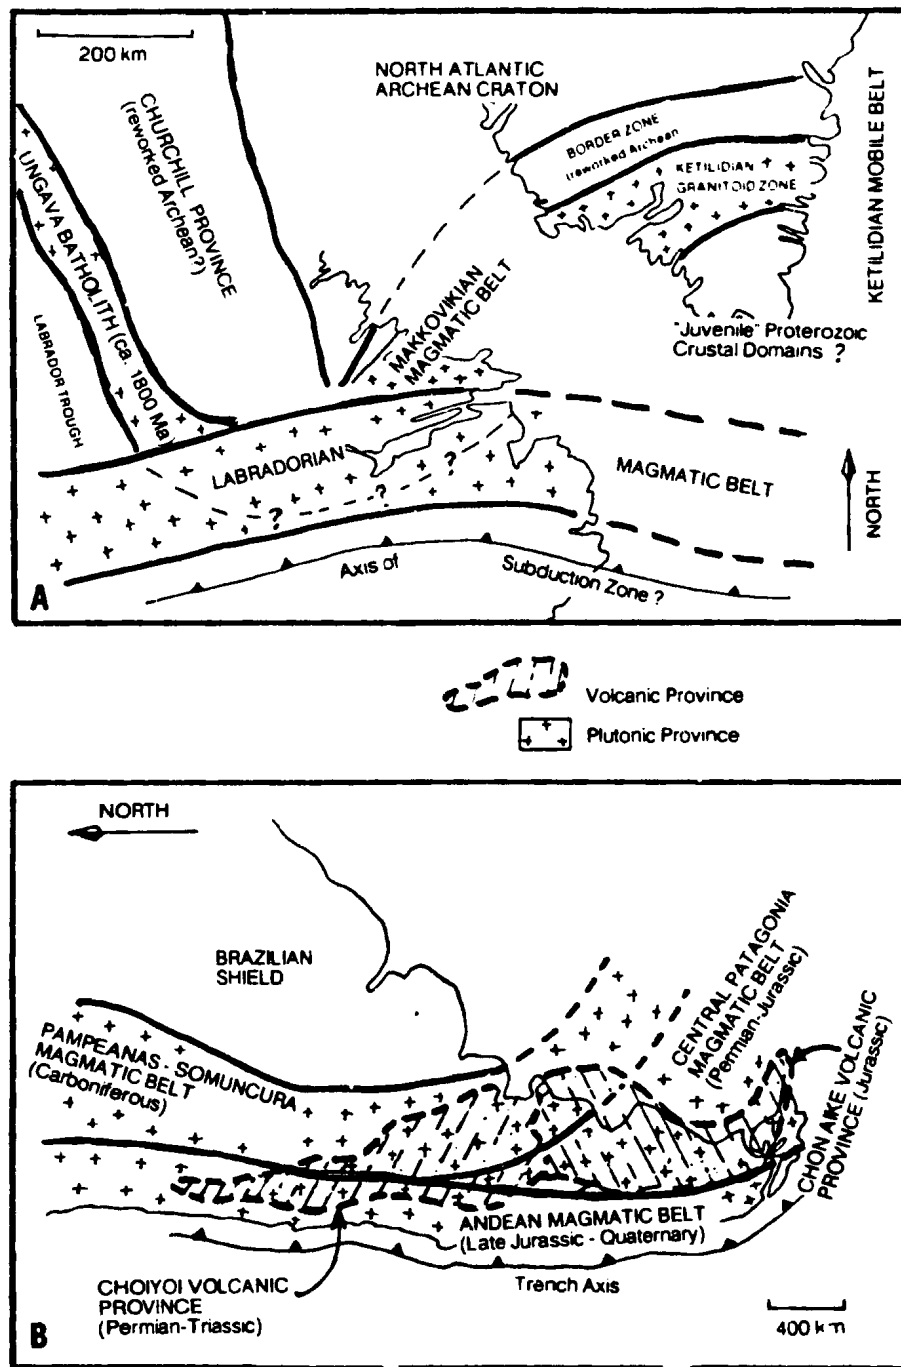 200 km
NORTH ATLANTIC
ARCHEAN CRATON
CHURCHILL PROVINCE
(reworked Archean?)
UNGAVA BATHOLITH (ca. 1800 Ma)
LABRADOR TROUGH
BORDER ZONE
(reworked Archean
KETILIDIAN
GRANITOID ZONE
KETILIDIAN MOBILE BELT
MAKKOVIKIAN
MAGMATIC BELT
"Juvenile" Proterozoic
Crustal Domains ?
LABRADORIAN
MAGMATIC BELT
?
?
?
NORTH
Axis of
Subduction Zone ?
A
Volcanic Province
Plutonic Province
NORTH
BRAZILIAN
SHIELD
PAMPEANAS - SOMUNCURA
MAGMATIC BELT
(Carboniferous)
CENTRAL PATAGONIA
MAGMATIC BELT
(Permian-Jurassic)
CHON AIKE VOLCANIC
PROVINCE (Jurassic)
ANDEAN MAGMATIC BELT
(Late Jurassic - Quaternary)
Trench Axis
CHOIYOI VOLCANIC
PROVINCE
(Permian-Triassic)
400 km
B